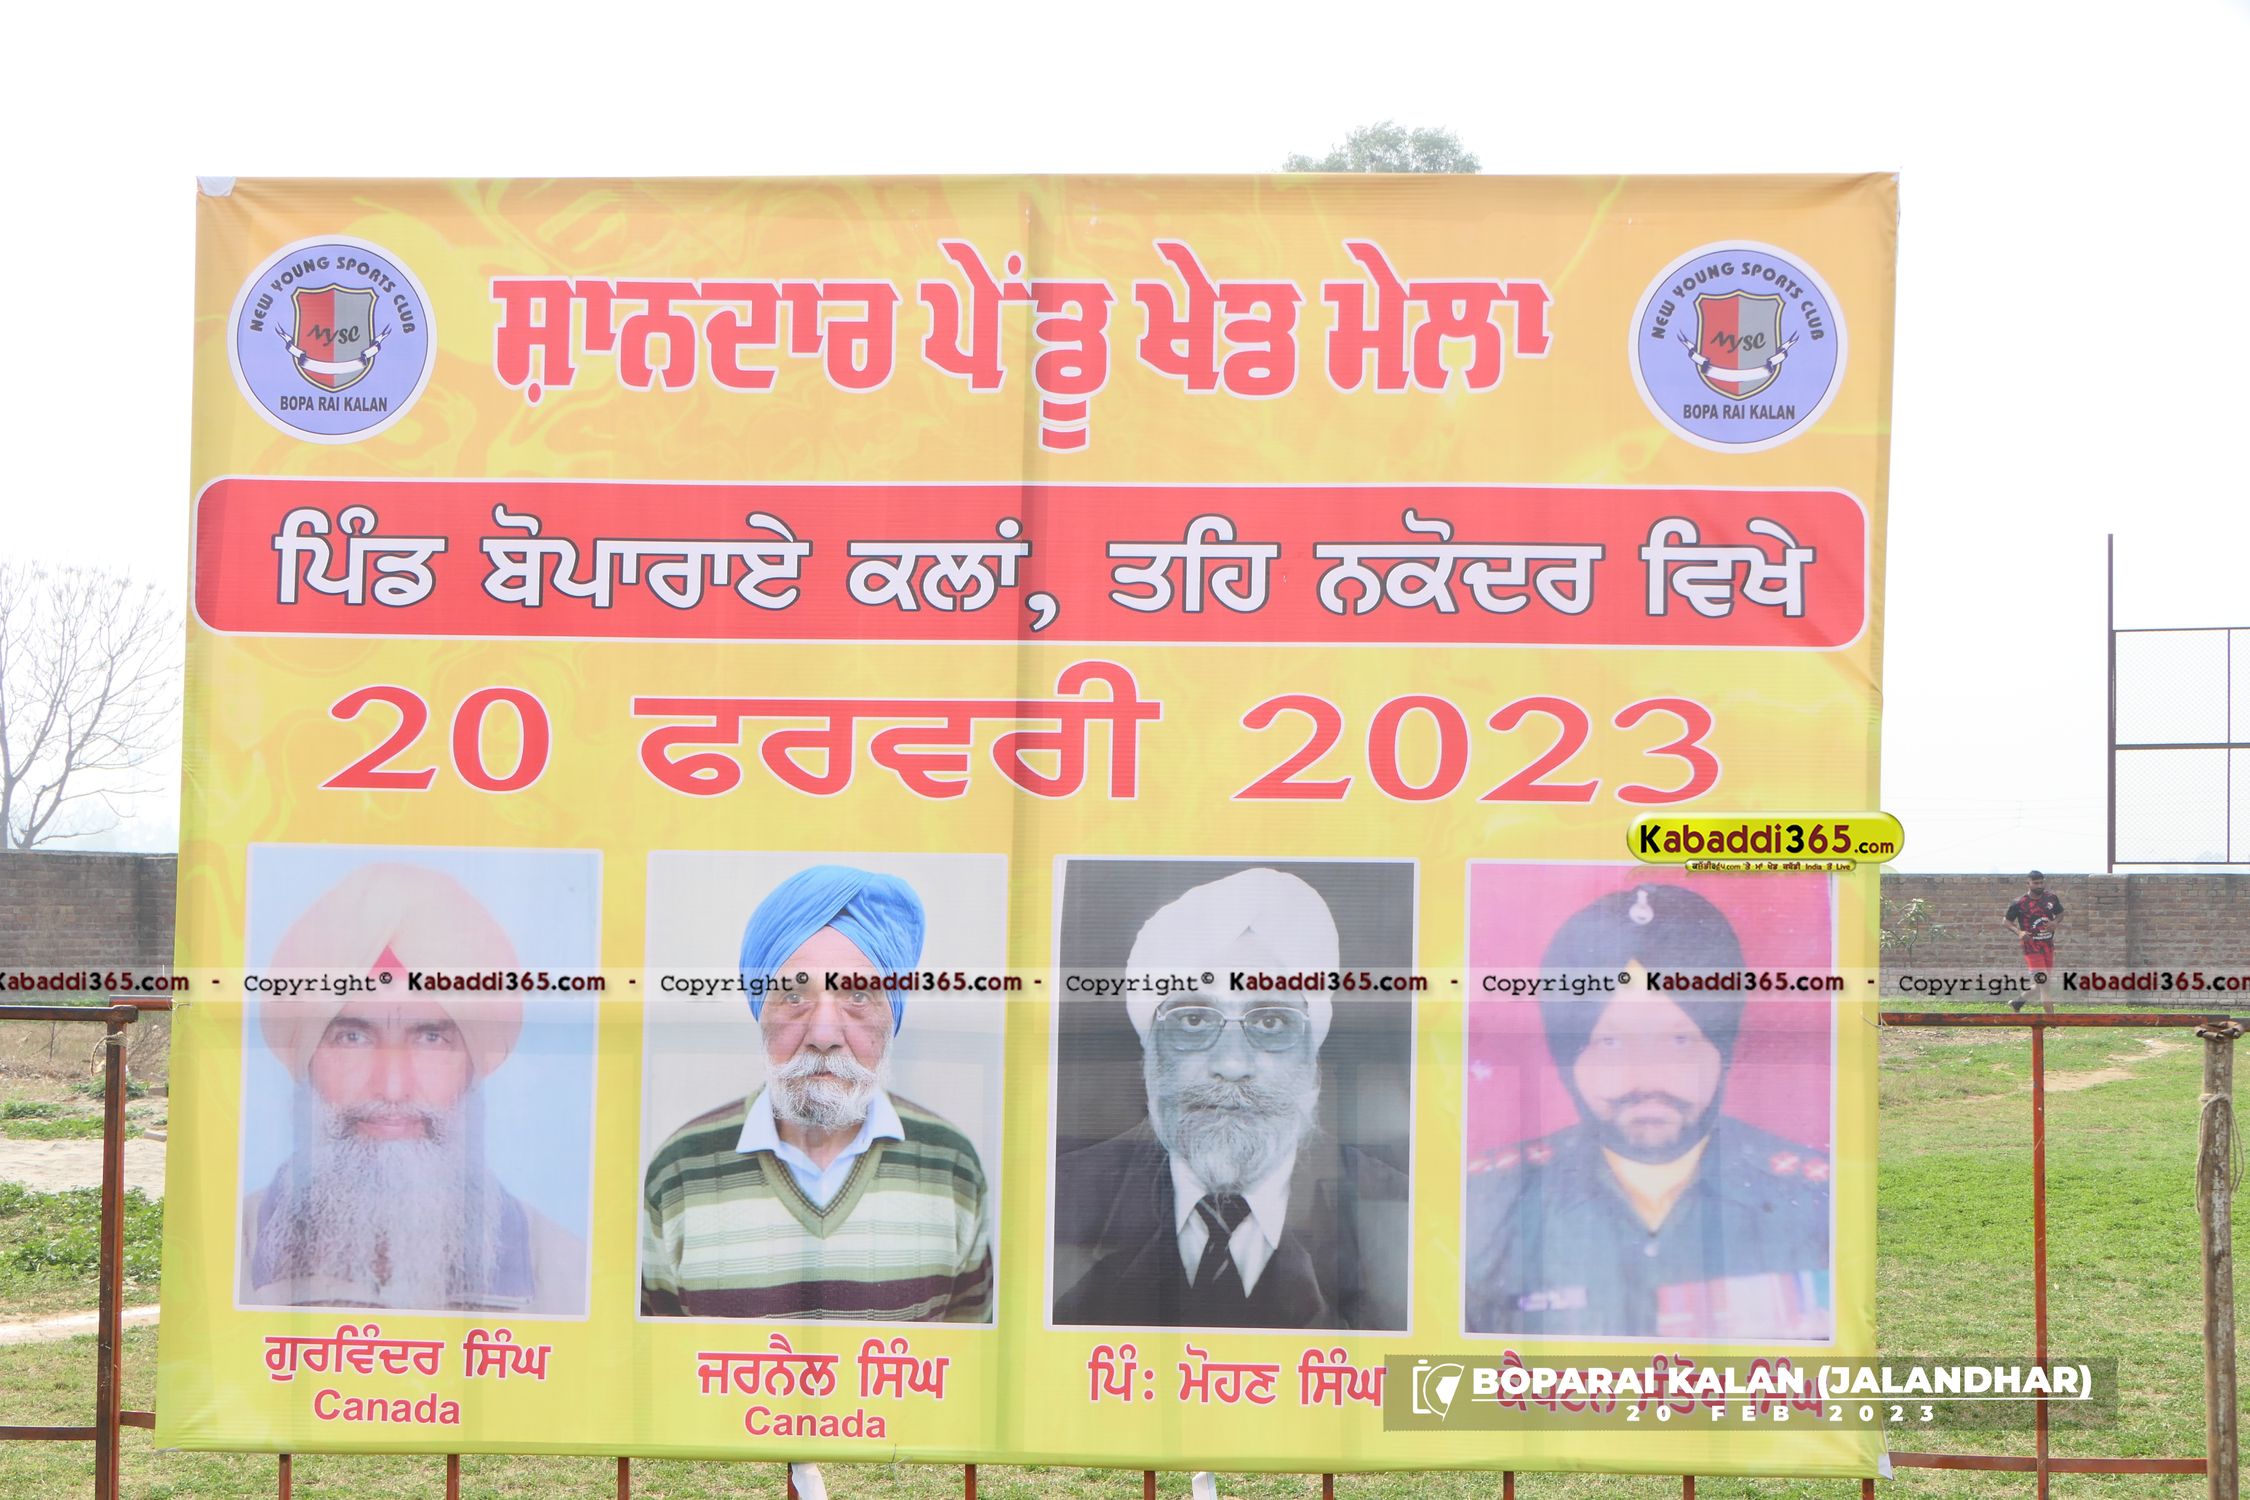 NEW YOUNG SPORTS CLUB
NYSC
BOPA RAI KALAN
ਸ਼ਾਨਦਾਰ ਪੇਂਡੂ ਖੇਡ ਮੇਲਾ
NEW YOUNG SPORTS CLUB
NYSC
BOPA RAI KALAN
ਪਿੰਡ ਬੋਪਾਰਾਏ ਕਲਾਂ, ਤਹਿ ਨਕੋਦਰ ਵਿਖੇ
20 ਫਰਵਰੀ 2023
Kabaddi365.com
Kabaddi365.com - Copyright© Kabaddi365.com - Copyright© Kabaddi365.com - Copyright© Kabaddi365.com - Copyright© Kabaddi365.com - Copyright© Kabaddi365.com
ਗੁਰਵਿੰਦਰ ਸਿੰਘ
Canada
ਜਰਨੈਲ ਸਿੰਘ
Canada
ਪਿੰ: ਮੋਹਣ ਸਿੰਘ
ਕੈਪਟਨ ਸੰਤੋਖ ਸਿੰਘ
BOPARAI KALAN (JALANDHAR)
20 FEB 2023